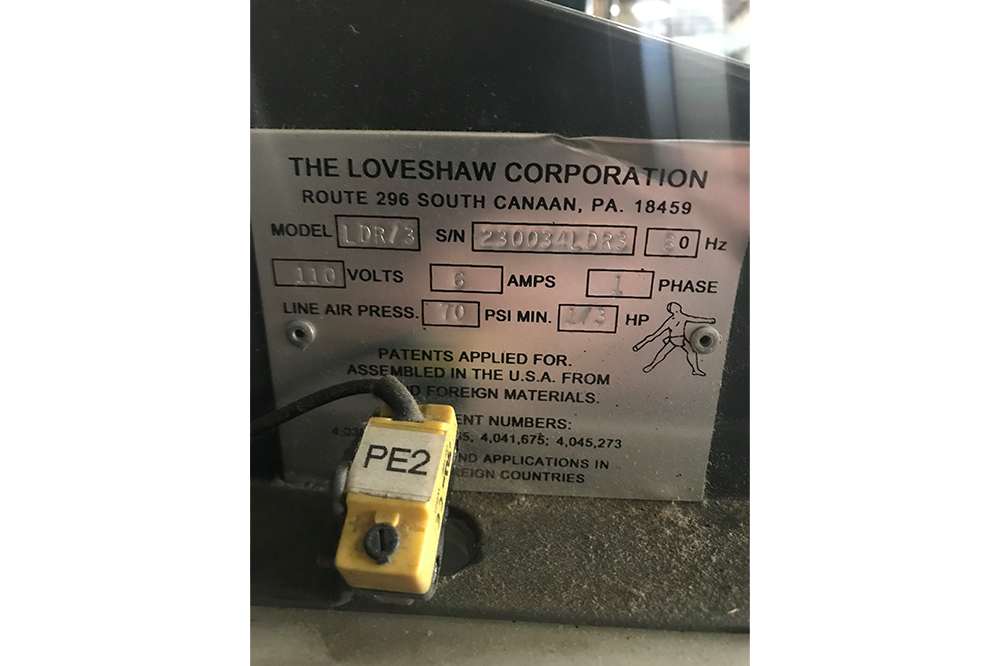 THE LOVESHAW CORPORATION
ROUTE 296 SOUTH CANAAN, PA. 18459
MODEL LDR/3 S/N 230034LDR3 60 Hz
110 VOLTS 6 AMPS 1 PHASE
LINE AIR PRESS. 70 PSI MIN. 1/3 HP
PATENTS APPLIED FOR.
ASSEMBLED IN THE U.S.A. FROM
FOREIGN MATERIALS.
NUMBERS:
4,041,675; 4,045,273
APPLICATIONS IN
COUNTRIES
PE2